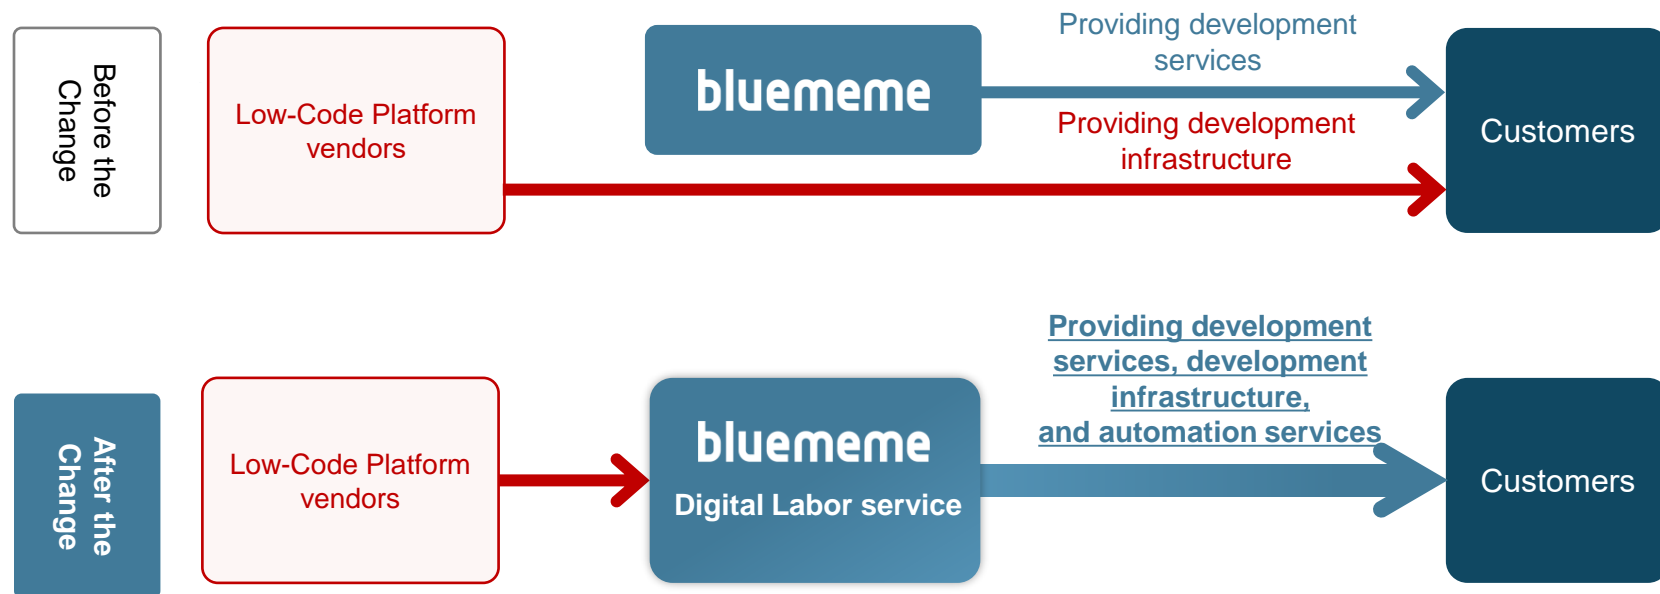 Before the
Change
Low-Code Platform
vendors
bluememe
Providing development
services
Providing development
infrastructure
Customers
After the
Change
Low-Code Platform
vendors
bluememe
Digital Labor service
Providing development
services, development
infrastructure,
and automation services
Customers